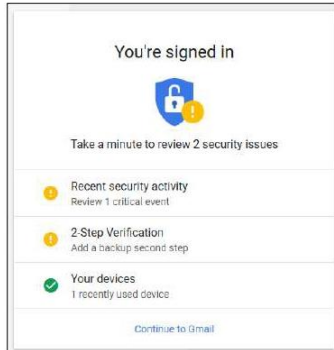 You're signed in
Take a minute to review 2 security issues
Recent security activity
Review 1 critical event
2-Step Verification
Add a backup second step
Your devices
1 recently used device
Continue to Gmail